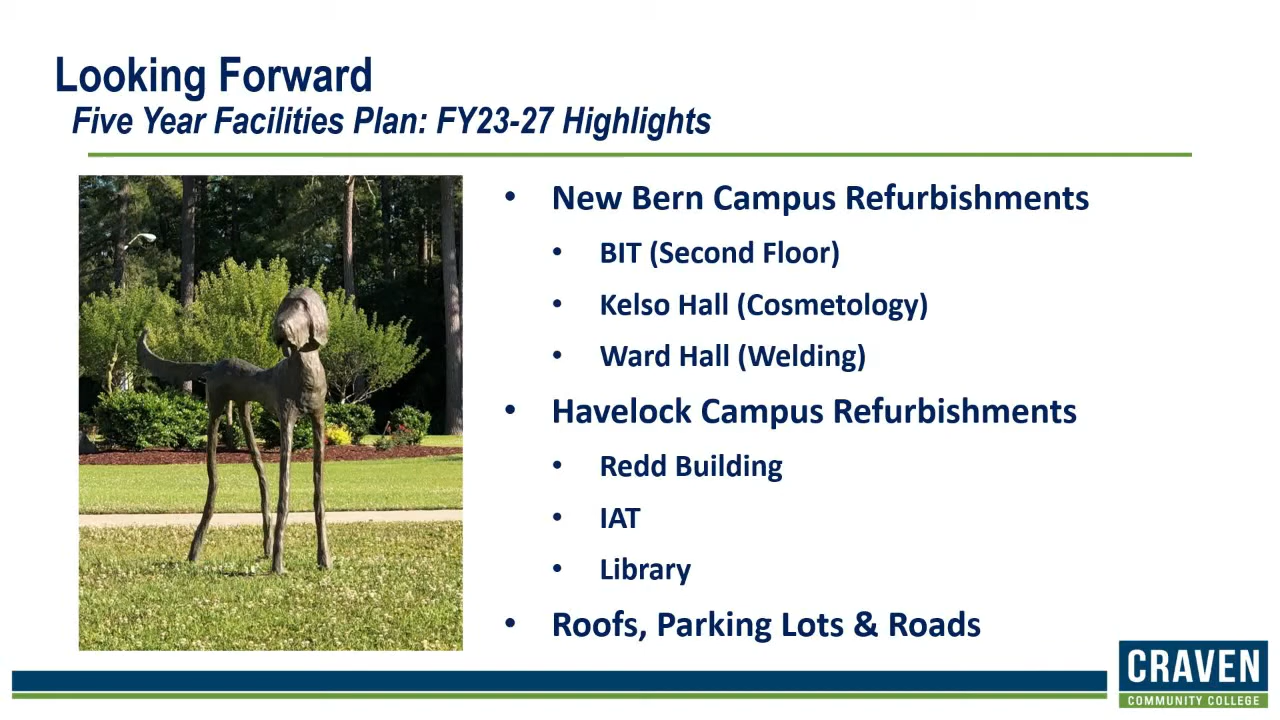 Looking Forward
Five Year Facilities Plan: FY23-27 Highlights
• New Bern Campus Refurbishments
• BIT (Second Floor)
• Kelso Hall (Cosmetology)
• Ward Hall (Welding)
• Havelock Campus Refurbishments
• Redd Building
• IAT
• Library
• Roofs, Parking Lots & Roads
CRAVEN
COMMUNITY COLLEGE